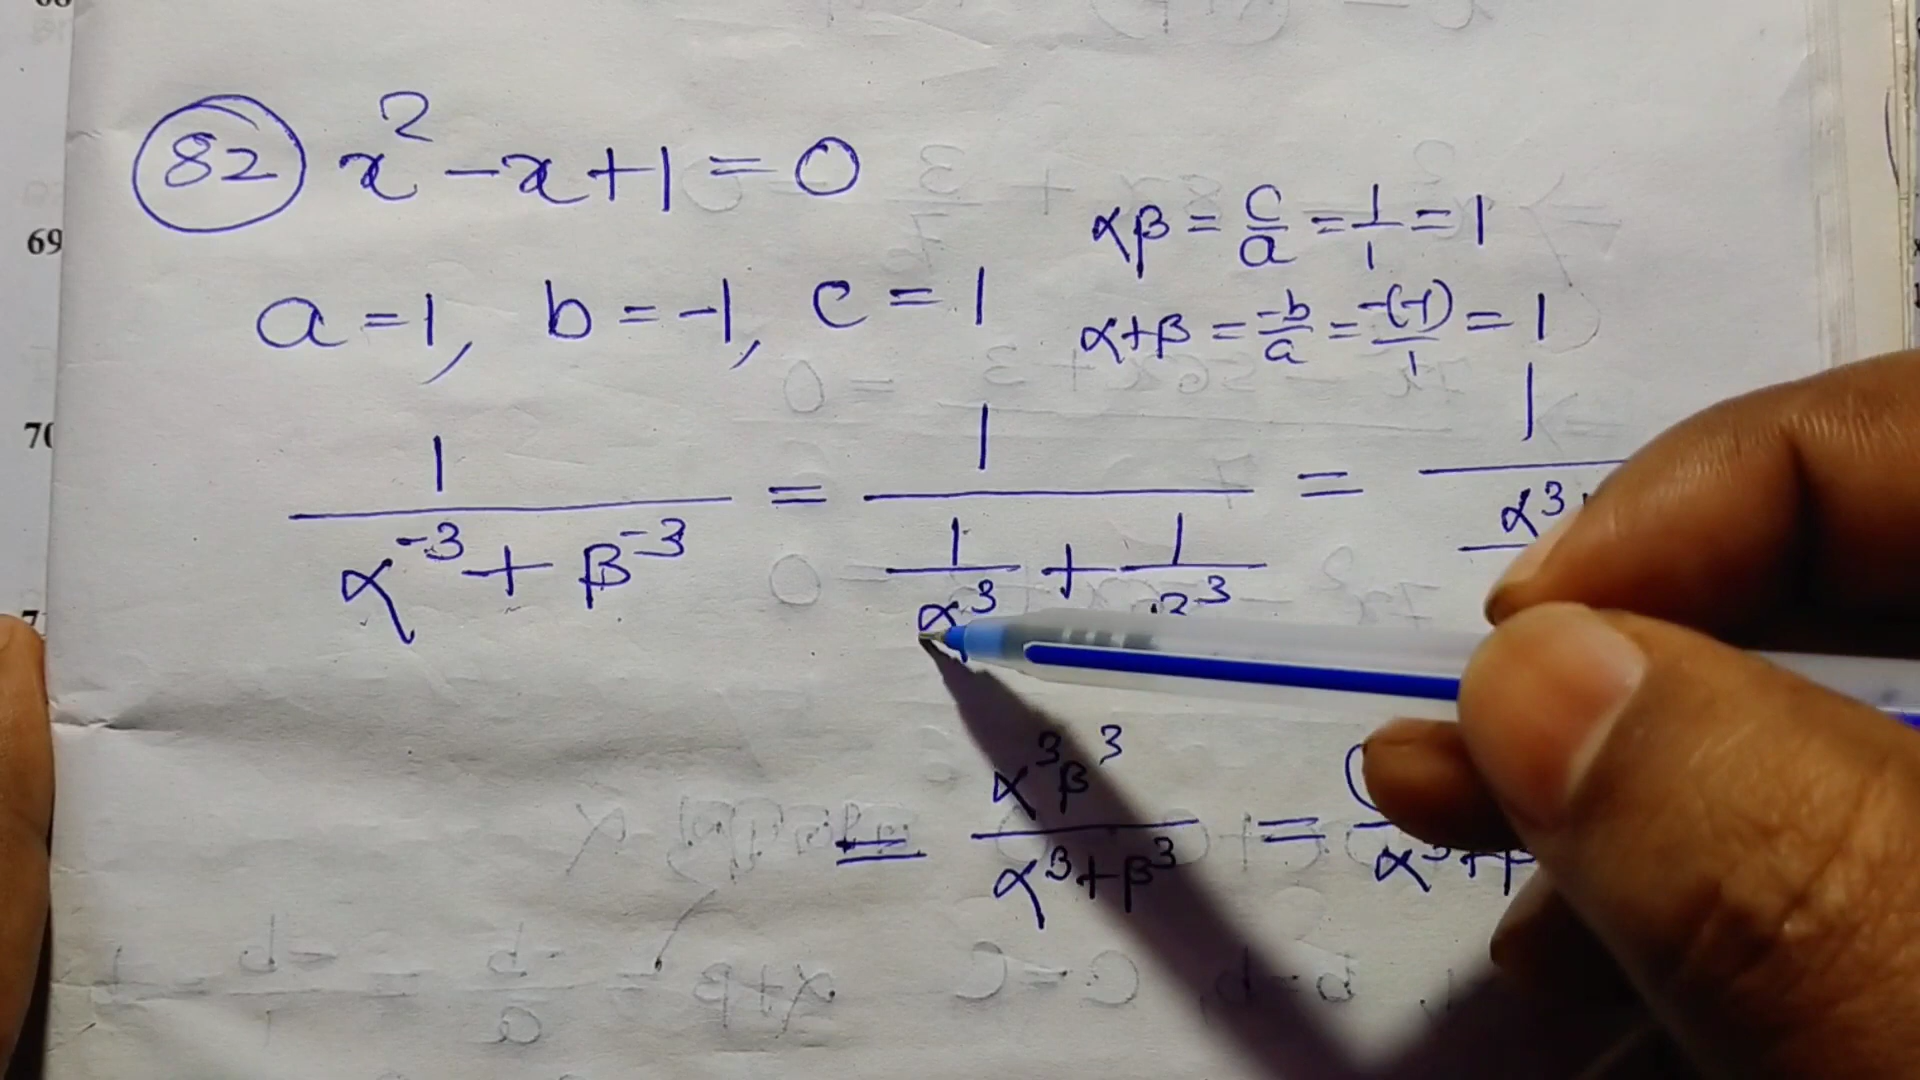 69
70
82 x² - x + 1 = 0
αβ = c/a = 1/1 = 1
a = 1, b = -1, c = 1
α+β = -b/a = -(-1)/1 = 1
1/(α⁻³ + β⁻³) = 1/(1/α³ + 1/β³) = 1/α³
= α³β³/(α³+β³) = (/α³+β